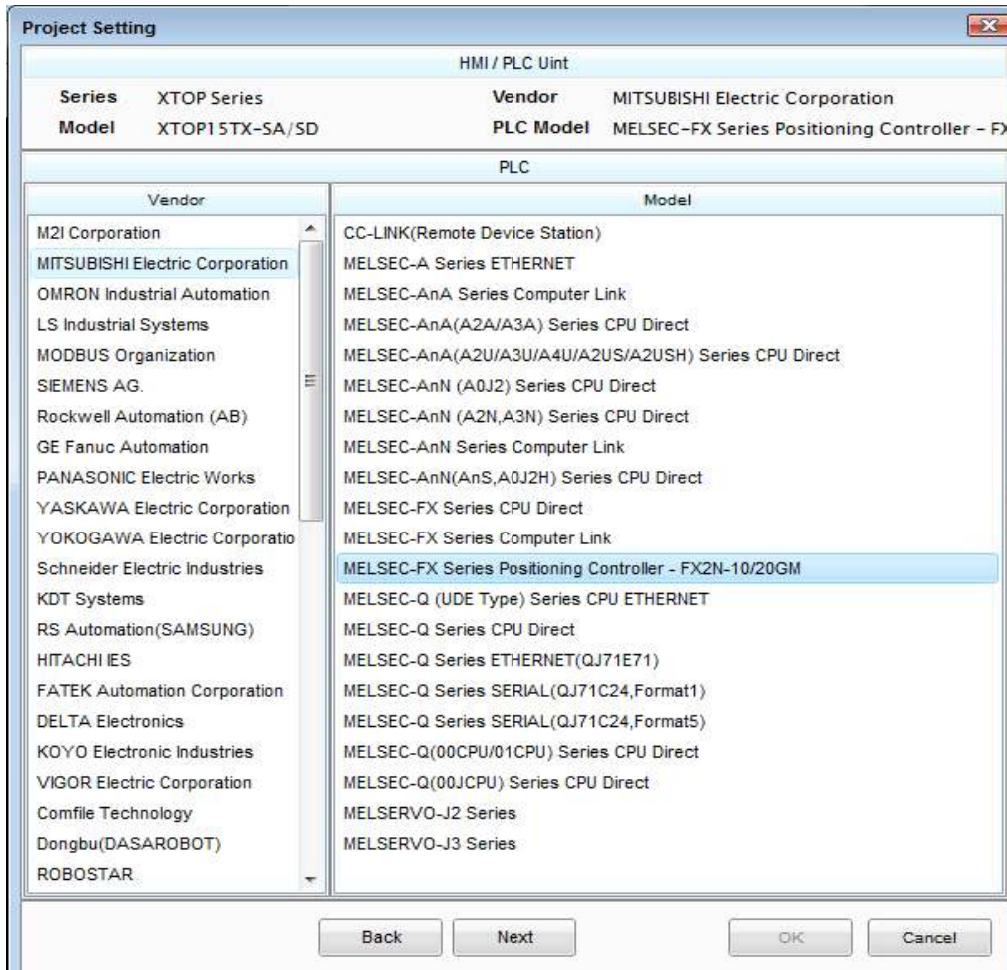 Project Setting
HMI / PLC Uint
Series XTOP Series Vendor MITSUBISHI Electric Corporation
Model XTOP15TX-SA/SD PLC Model MELSEC-FX Series Positioning Controller - FX
PLC
Vendor
M2I Corporation
MITSUBISHI Electric Corporation
OMRON Industrial Automation
LS Industrial Systems
MODBUS Organization
SIEMENS AG.
Rockwell Automation (AB)
GE Fanuc Automation
PANASONIC Electric Works
YASKAWA Electric Corporation
YOKOGAWA Electric Corporatio
Schneider Electric Industries
KDT Systems
RS Automation(SAMSUNG)
HITACHI IES
FATEK Automation Corporation
DELTA Electronics
KOYO Electronic Industries
VIGOR Electric Corporation
Comfile Technology
Dongbu(DASAROBOT)
ROBOSTAR
Model
CC-LINK(Remote Device Station)
MELSEC-A Series ETHERNET
MELSEC-AnA Series Computer Link
MELSEC-AnA(A2A/A3A) Series CPU Direct
MELSEC-AnA(A2U/A3U/A4U/A2US/A2USH) Series CPU Direct
MELSEC-AnN (A0J2) Series CPU Direct
MELSEC-AnN (A2N,A3N) Series CPU Direct
MELSEC-AnN Series Computer Link
MELSEC-AnN(AnS,A0J2H) Series CPU Direct
MELSEC-FX Series CPU Direct
MELSEC-FX Series Computer Link
MELSEC-FX Series Positioning Controller - FX2N-10/20GM
MELSEC-Q (UDE Type) Series CPU ETHERNET
MELSEC-Q Series CPU Direct
MELSEC-Q Series ETHERNET(QJ71E71)
MELSEC-Q Series SERIAL(QJ71C24,Format1)
MELSEC-Q Series SERIAL(QJ71C24,Format5)
MELSEC-Q(00CPU/01CPU) Series CPU Direct
MELSEC-Q(00JCPU) Series CPU Direct
MELSERVO-J2 Series
MELSERVO-J3 Series
Back Next OK Cancel